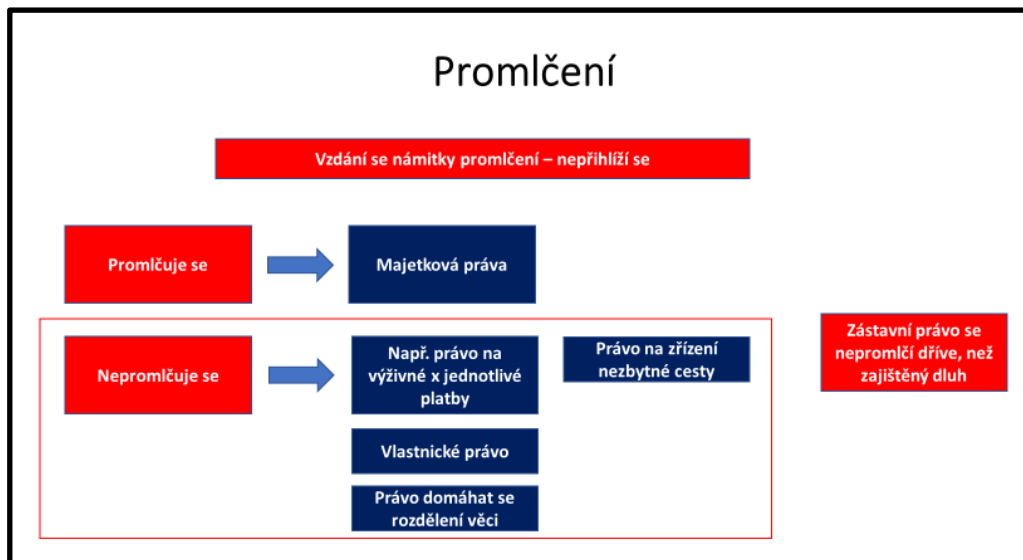 Promlčení
Vzdání se námitky promlčení – nepřihlíží se
Promlčuje se
Majetková práva
Nepromlčuje se
Např. právo na
výživné x jednotlivé
platby
Právo na zřízení
nezbytné cesty
Vlastnické právo
Právo domáhat se
rozdělení věci
Zástavní právo se
nepromlčí dříve, než
zajištěný dluh